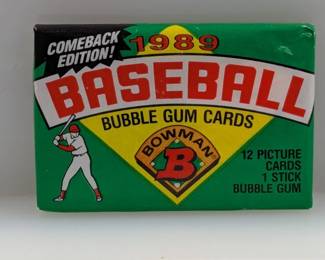 COMEBACK
EDITION!
1989
BASEBALL
BUBBLE GUM CARDS
BOWMAN
B
12 PICTURE
CARDS
1 STICK
BUBBLE GUM